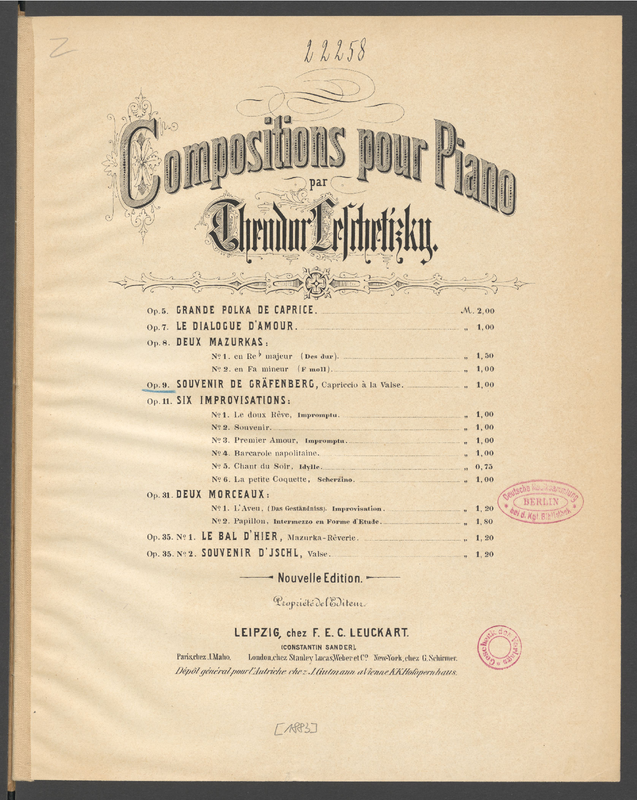 22258
Compositions pour Piano
par
Theodor Leschetizky.
Op. 5. GRANDE POLKA DE CAPRICE. M. 2,00
Op. 7. LE DIALOGUE D'AMOUR. „ 1,00
Op. 8. DEUX MAZURKAS:
No 1. en Re♭ majeur (Des dur). „ 1,50
No 2. en Fa mineur (F moll). „ 1,00
Op. 9. SOUVENIR DE GRÄFENBERG, Capriccio à la Valse. „ 1,00
Op. 11. SIX IMPROVISATIONS:
No 1. Le doux Rêve, Impromptu. „ 1,00
No 2. Souvenir. „ 1,00
No 3. Premier Amour, Impromptu. „ 1,00
No 4. Barcarole napolitaine. „ 1,00
No 5. Chant du Soir, Idylle. „ 0,75
No 6. La petite Coquette, Scherzino. „ 1,00
Op. 31. DEUX MORCEAUX:
No 1. L'Aveu, (Das Geständniss). Improvisation. „ 1,20
No 2. Papillon, Intermezzo en Forme d'Etude. „ 1,80
Op. 35. No 1. LE BAL D'HIER, Mazurka-Rêverie. „ 1,20
Op. 35. No 2. SOUVENIR D'JSCHL, Valse. „ 1,20
Deutsche Musiksammlung
BERLIN
bei d. Kgl. Bibliothek
Nouvelle Edition.
Propriété de l'Editeur.
LEIPZIG, chez F. E. C. LEUCKART.
(CONSTANTIN SANDER).
Paris, chez J. Maho. London, chez Stanley Lucas, Weber et Co. New-York, chez G. Schirmer.
Dépôt général pour l'Autriche chez J. Gutmann à Vienne K.K. Hofopernhaus.
Geschenk des Verlags
[1883]